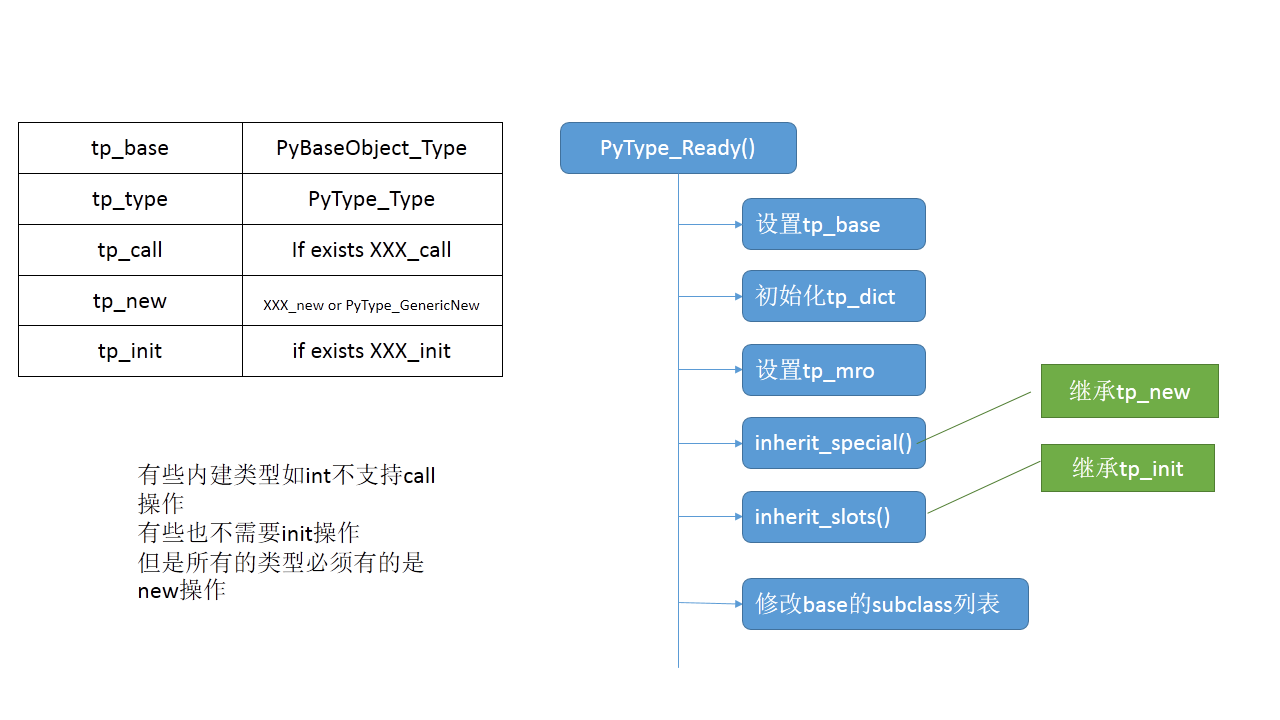 tp_base PyBaseObject_Type
tp_type PyType_Type
tp_call If exists XXX_call
tp_new XXX_new or PyType_GenericNew
tp_init if exists XXX_init
有些内建类型如int不支持call
操作
有些也不需要init操作
但是所有的类型必须有的是
new操作
PyType_Ready()
设置tp_base
初始化tp_dict
设置tp_mro
inherit_special()
继承tp_new
inherit_slots()
继承tp_init
修改base的subclass列表